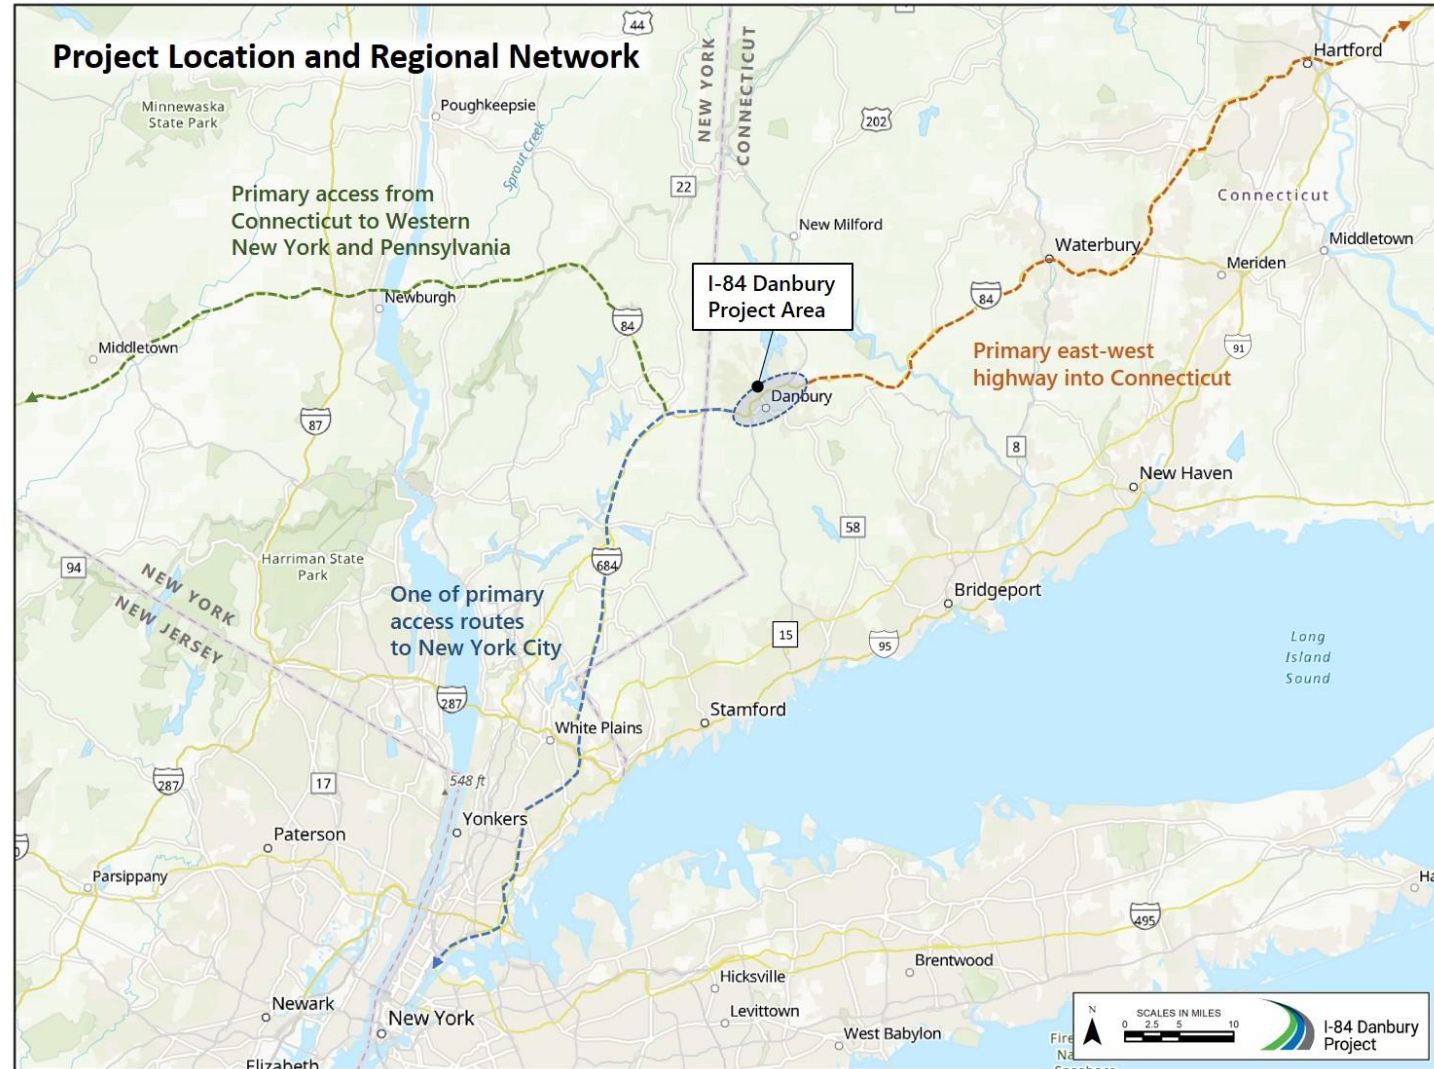 Project Location and Regional Network
44
Hartford
NEW YORK
CONNECTICUT
Minnewaska
State Park
Poughkeepsie
Sprout Creek
202
22
Primary access from
Connecticut to Western
New York and Pennsylvania
Connecticut
New Milford
Waterbury
Middletown
Meriden
I-84 Danbury
Project Area
Newburgh
84
84
Middletown
Primary east-west
highway into Connecticut
91
Danbury
87
8
New Haven
58
94
Harriman State
Park
684
NEW YORK
NEW JERSEY
One of primary
access routes
to New York City
Bridgeport
15
95
Long
Island
Sound
287
Stamford
White Plains
287
17
548 ft
Yonkers
Paterson
Parsippany
495
Brentwood
Hicksville
Newark
Levittown
New York
West Babylon
Elizabeth
N
SCALES IN MILES
0 2.5 5 10
I-84 Danbury
Project